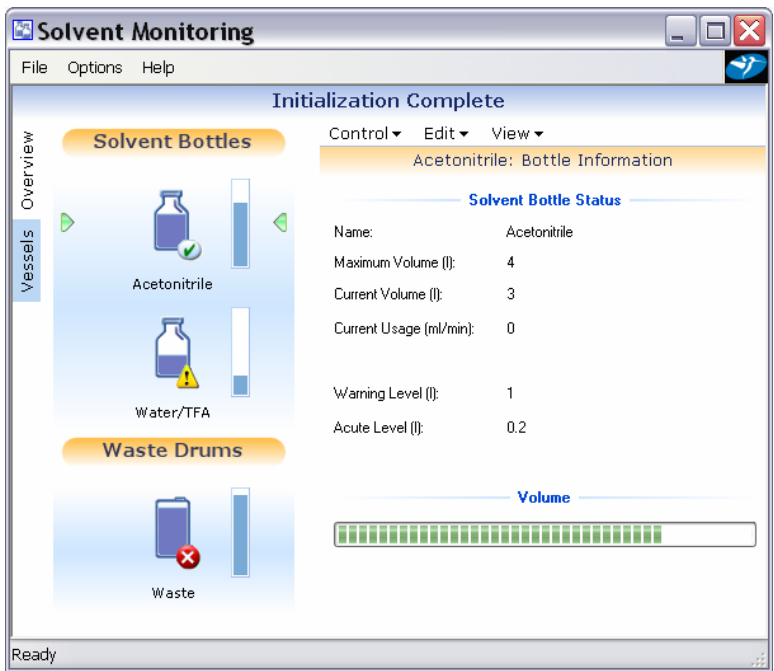 Solvent Monitoring
File Options Help
Initialization Complete
Overview
Vessels
Solvent Bottles
Acetonitrile
Water/TFA
Waste Drums
Waste
Control Edit View
Acetonitrile: Bottle Information
Solvent Bottle Status
Name: Acetonitrile
Maximum Volume (l): 4
Current Volume (l): 3
Current Usage (ml/min): 0
Warning Level (l): 1
Acute Level (l): 0.2
Volume
Ready